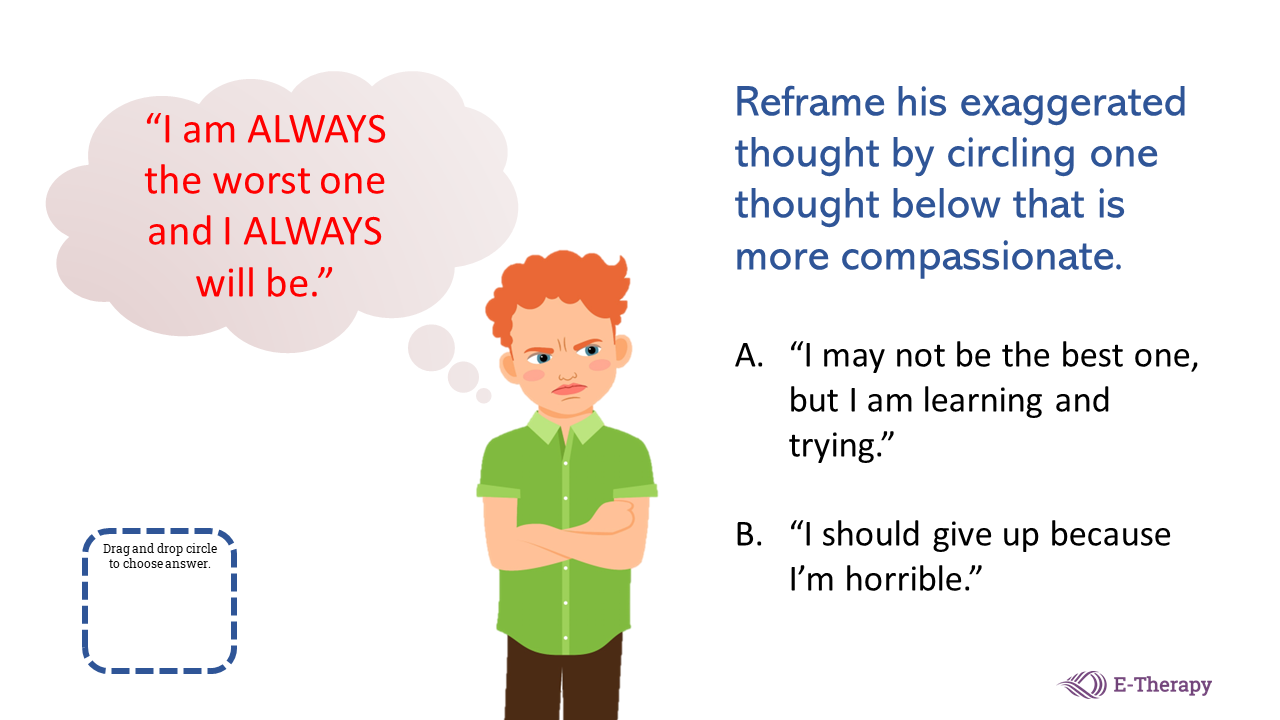 “I am ALWAYS
the worst one
and I ALWAYS
will be.”
Reframe his exaggerated
thought by circling one
thought below that is
more compassionate.
A. “I may not be the best one,
but I am learning and
trying.”
B. “I should give up because
I’m horrible.”
Drag and drop circle
to choose answer.
E-Therapy